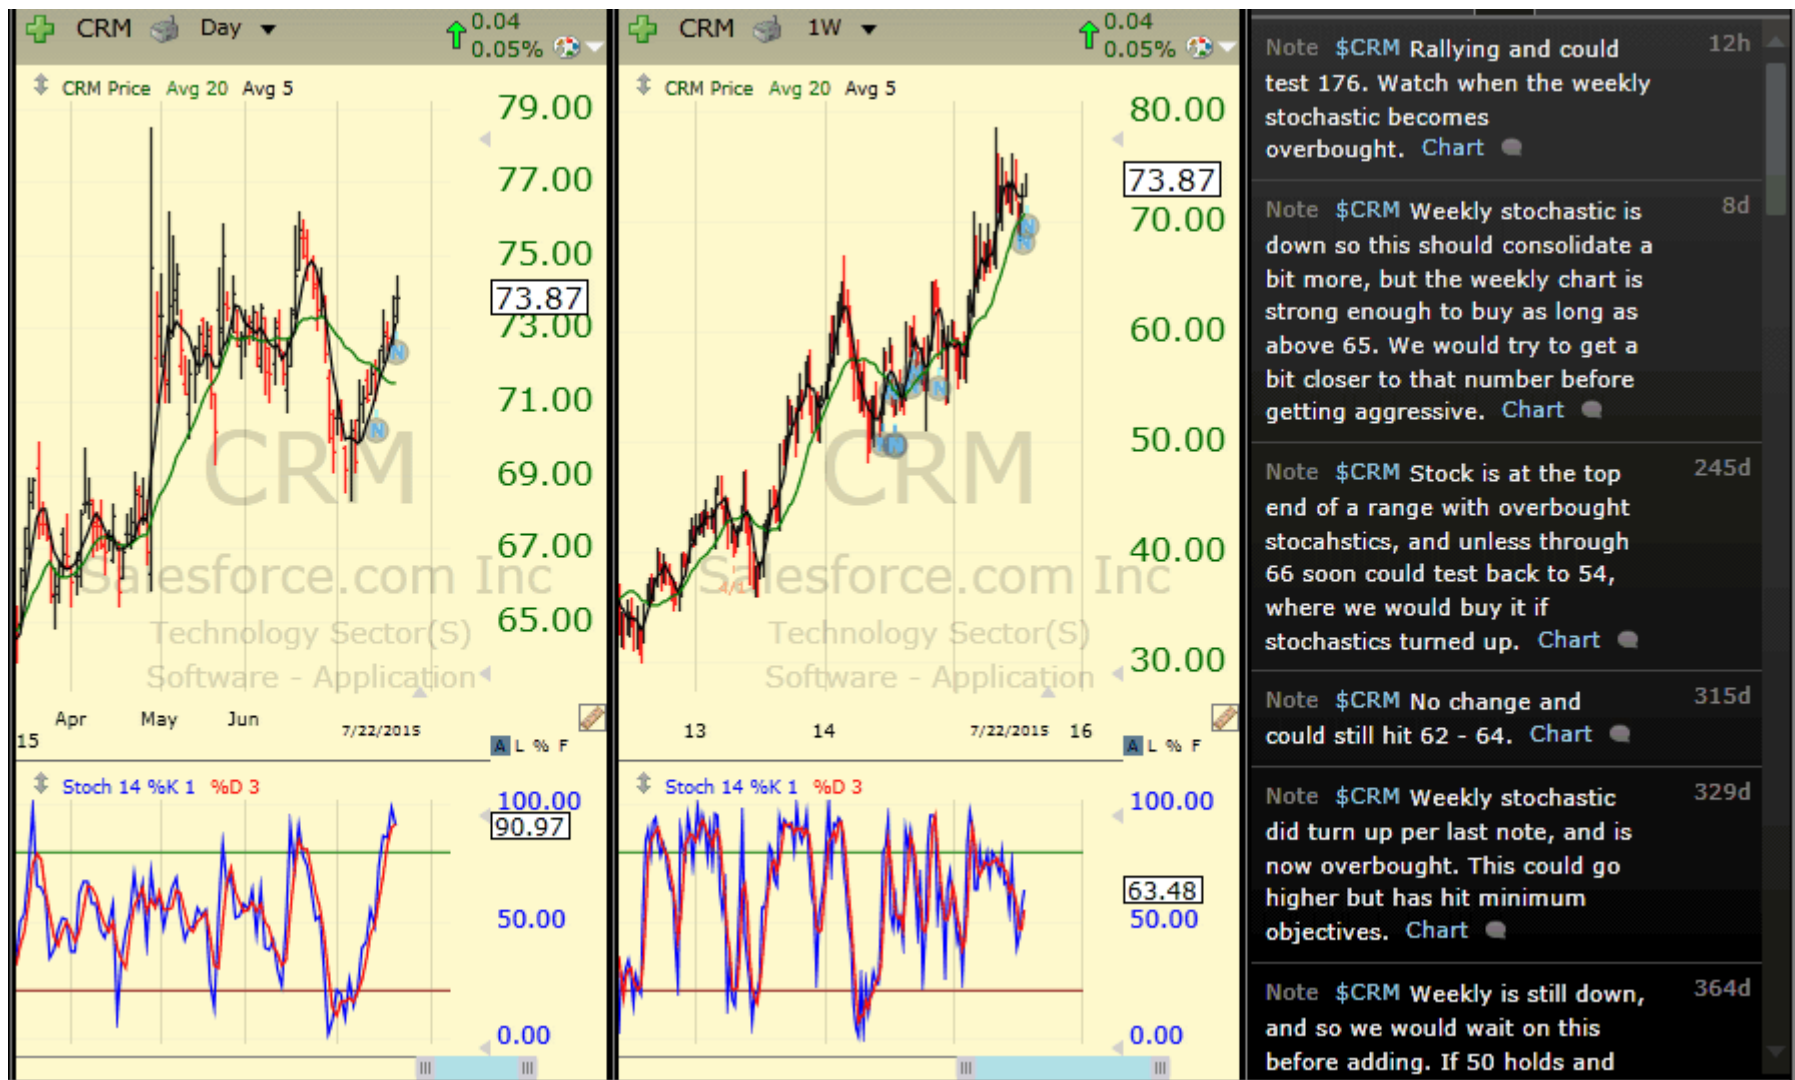 CRM Day
0.04
0.05%
CRM Price Avg 20 Avg 5
79.00
77.00
75.00
73.87
73.00
71.00
69.00
67.00
65.00
CRM
Salesforce.com Inc
Technology Sector(S)
Software - Application
Apr May Jun 7/22/2015
15
A L % F
Stoch 14 %K 1 %D 3
100.00
90.97
50.00
0.00
CRM 1W
0.04
0.05%
CRM Price Avg 20 Avg 5
80.00
73.87
70.00
60.00
50.00
40.00
30.00
CRM
Salesforce.com Inc
Technology Sector(S)
Software - Application
13 14 7/22/2015 16
A L % F
Stoch 14 %K 1 %D 3
100.00
63.48
50.00
0.00
Note $CRM Rallying and could 12h
test 176. Watch when the weekly
stochastic becomes
overbought. Chart
Note $CRM Weekly stochastic is 8d
down so this should consolidate a
bit more, but the weekly chart is
strong enough to buy as long as
above 65. We would try to get a
bit closer to that number before
getting aggressive. Chart
Note $CRM Stock is at the top 245d
end of a range with overbought
stocahstics, and unless through
66 soon could test back to 54,
where we would buy it if
stochastics turned up. Chart
Note $CRM No change and 315d
could still hit 62 - 64. Chart
Note $CRM Weekly stochastic 329d
did turn up per last note, and is
now overbought. This could go
higher but has hit minimum
objectives. Chart
Note $CRM Weekly is still down, 364d
and so we would wait on this
before adding. If 50 holds and